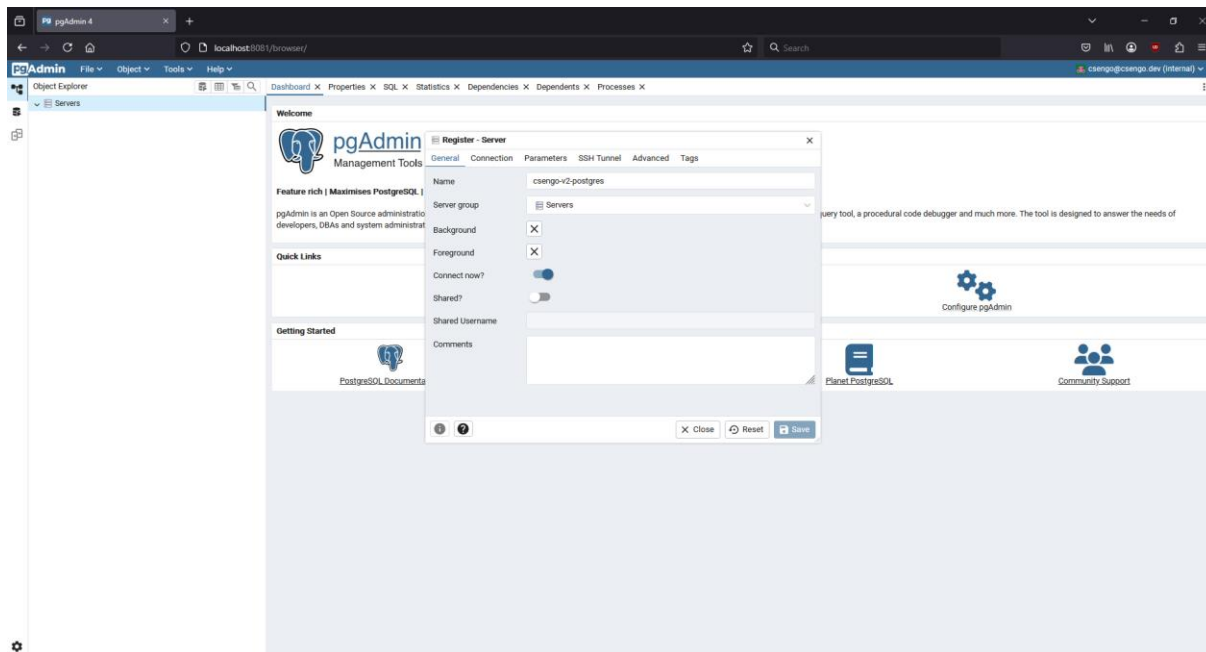 pgAdmin 4
localhost:8081/browser/
Search
pgAdmin File Object Tools Help
csengo@csengo.dev (internal)
Object Explorer
Servers
Dashboard Properties SQL Statistics Dependencies Dependents Processes
Welcome
pgAdmin
Management Tools
Feature rich | Maximises PostgreSQL |
pgAdmin is an Open Source administratio
query tool, a procedural code debugger and much more. The tool is designed to answer the needs of
developers, DBAs and system administrat
Quick Links
Configure pgAdmin
Getting Started
PostgreSQL Documenta
Planet PostgreSQL
Community Support
Register - Server
General Connection Parameters SSH Tunnel Advanced Tags
Name csengo-v2-postgres
Server group Servers
Background
Foreground
Connect now?
Shared?
Shared Username
Comments
Close Reset Save